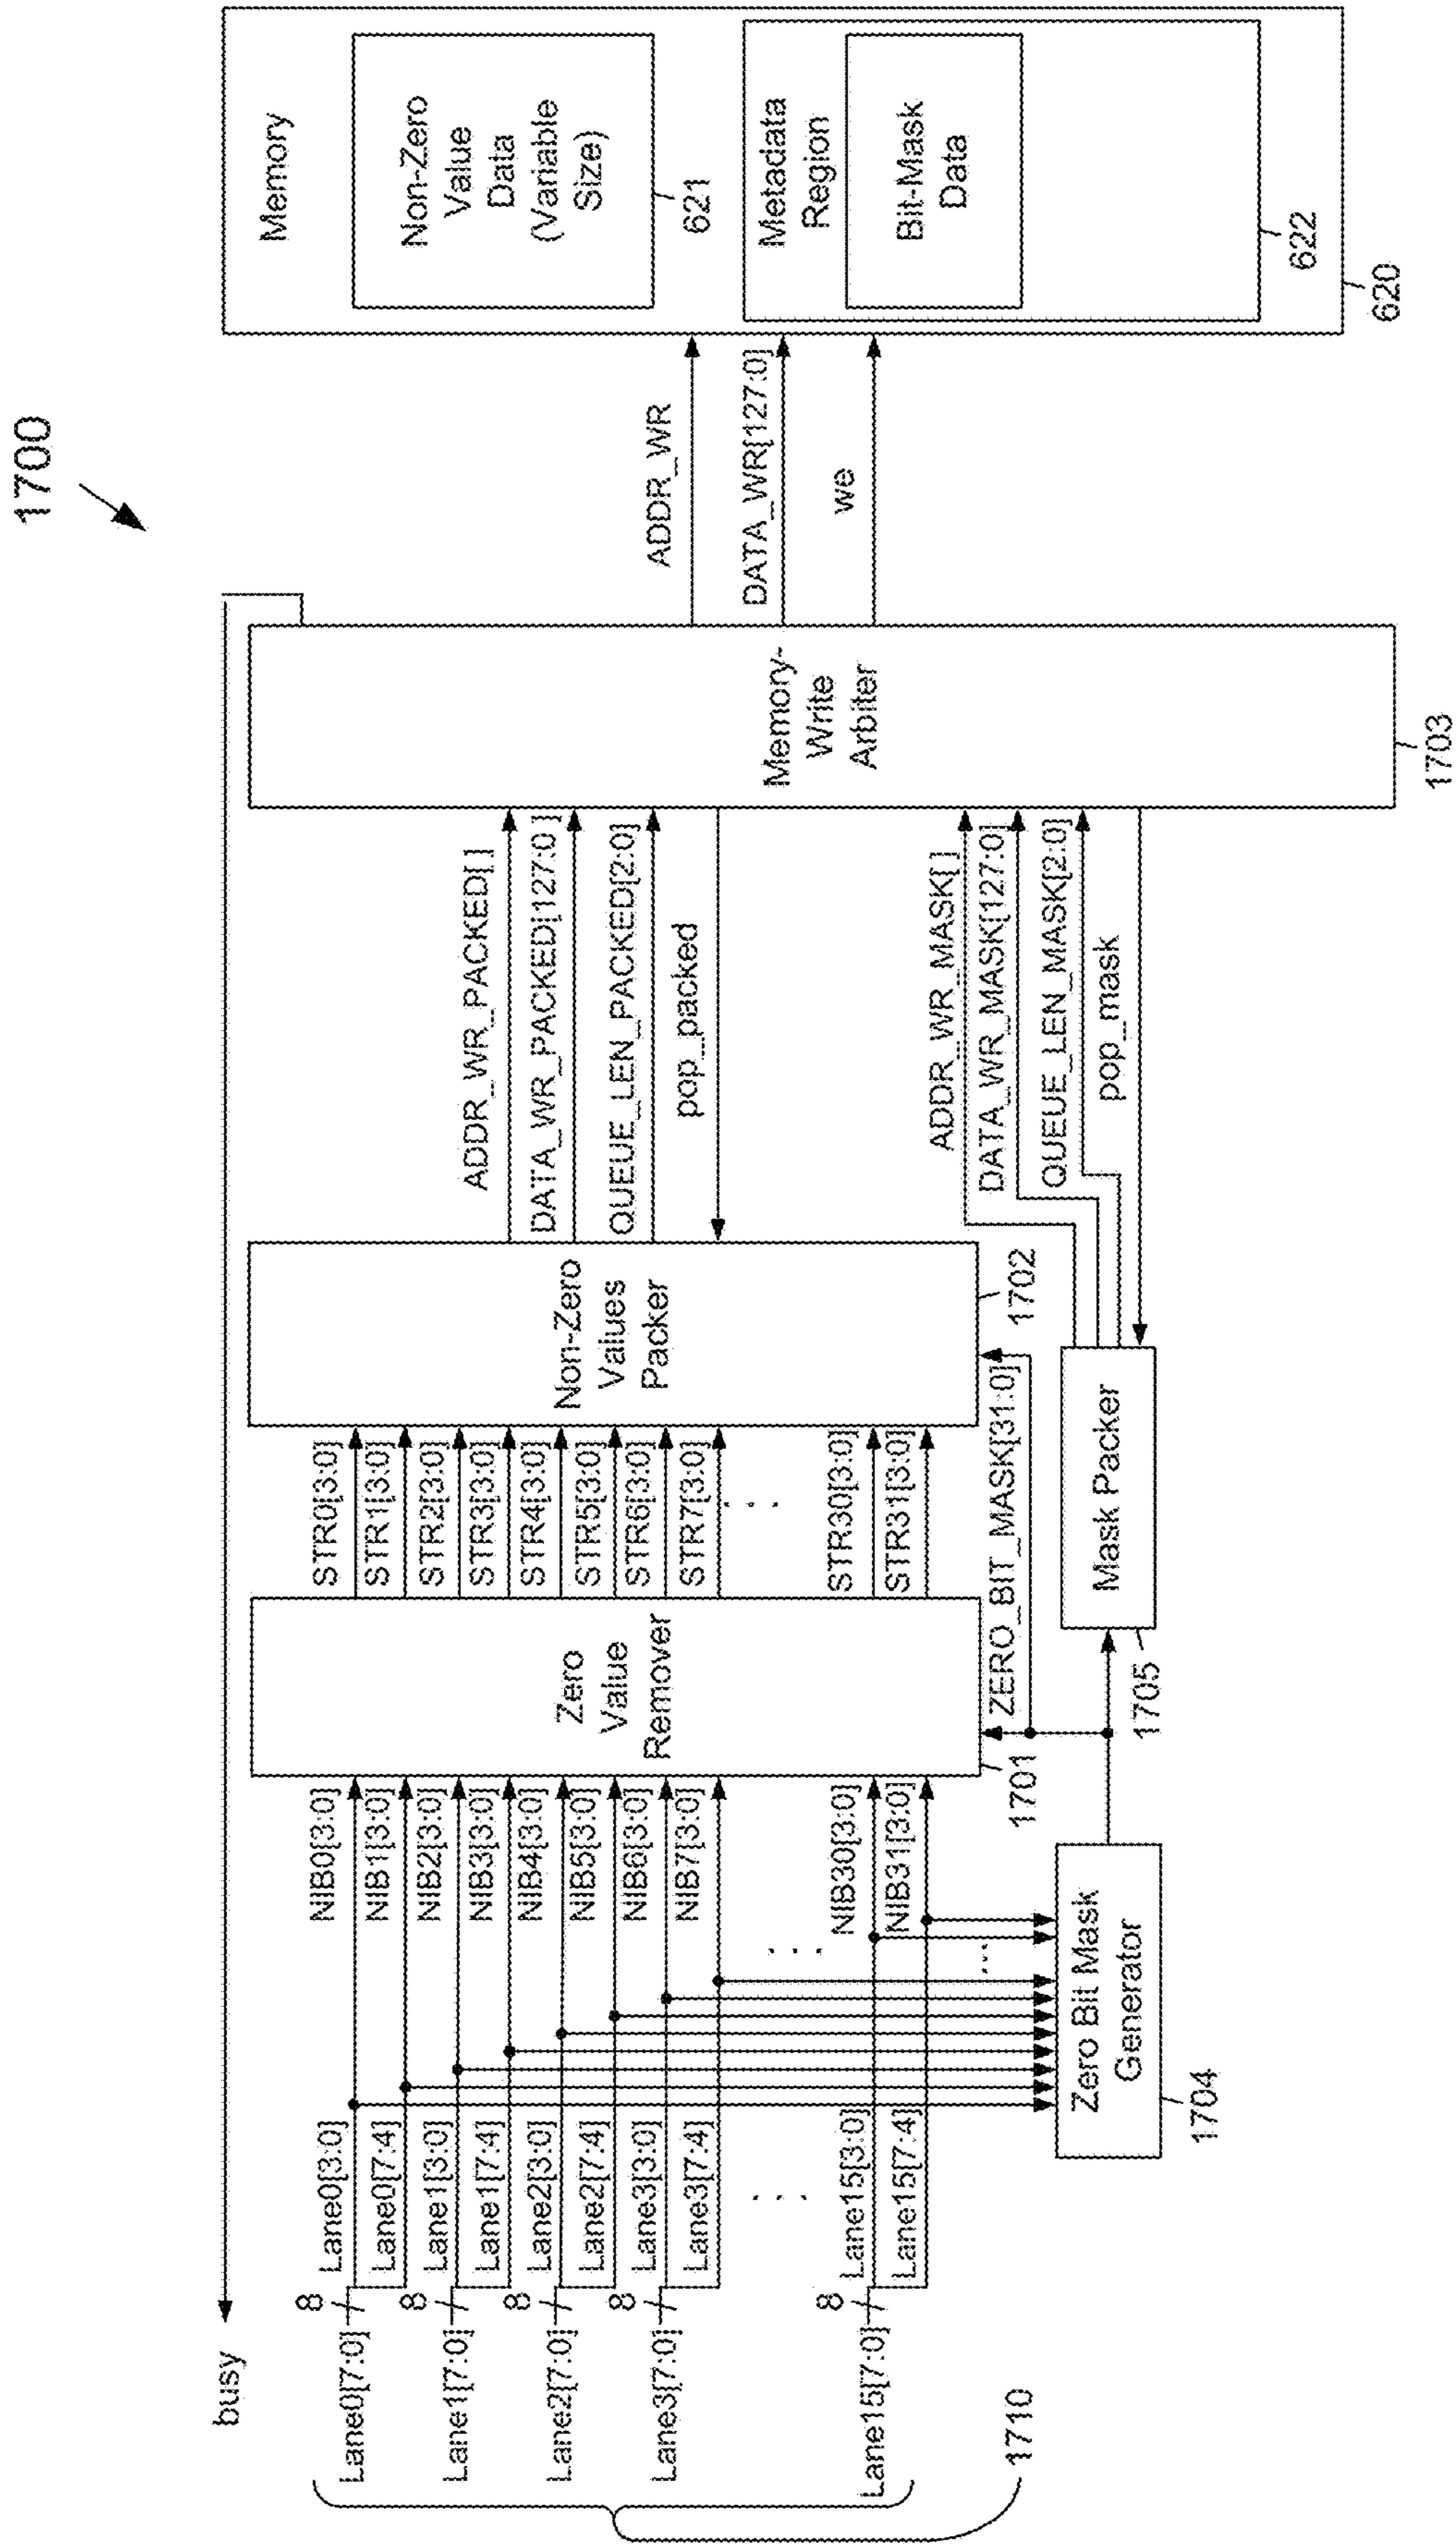 1700
busy
Lane0[7:0]
Lane1[7:0]
Lane2[7:0]
Lane3[7:0]
Lane15[7:0]
1710
8
8
8
8
8
Lane0[3:0]
Lane0[7:4]
Lane1[3:0]
Lane1[7:4]
Lane2[3:0]
Lane2[7:4]
Lane3[3:0]
Lane3[7:4]
. . .
Lane15[3:0]
Lane15[7:4]
NIB0[3:0]
NIB1[3:0]
NIB2[3:0]
NIB3[3:0]
NIB4[3:0]
NIB5[3:0]
NIB6[3:0]
NIB7[3:0]
. . .
NIB30[3:0]
NIB31[3:0]
...
Zero Bit Mask
Generator
1704
Zero
Value
Remover
1701
STR0[3:0]
STR1[3:0]
STR2[3:0]
STR3[3:0]
STR4[3:0]
STR5[3:0]
STR6[3:0]
STR7[3:0]
. . .
STR30[3:0]
STR31[3:0]
ZERO_BIT_MASK[31:0]
Mask Packer
1705
Non-Zero
Values
Packer
1702
ADDR_WR_PACKED[ ]
DATA_WR_PACKED[127:0 ]
QUEUE_LEN_PACKED[2:0]
pop_packed
ADDR_WR_MASK[ ]
DATA_WR_MASK[127:0]
QUEUE_LEN_MASK[2:0]
pop_mask
Memory-
Write
Arbiter
1703
ADDR_WR
DATA_WR[127:0]
we
Memory
Non-Zero
Value
Data
(Variable
Size)
621
Metadata
Region
Bit-Mask
Data
622
620